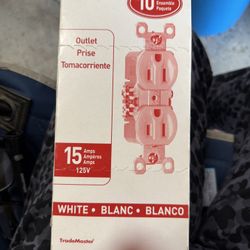 10
Ensemble
Paquete
Outlet
Prise
Tomacorriente
15 Amps
Ampères
Amps
125V
WHITE • BLANC • BLANCO
TradeMaster